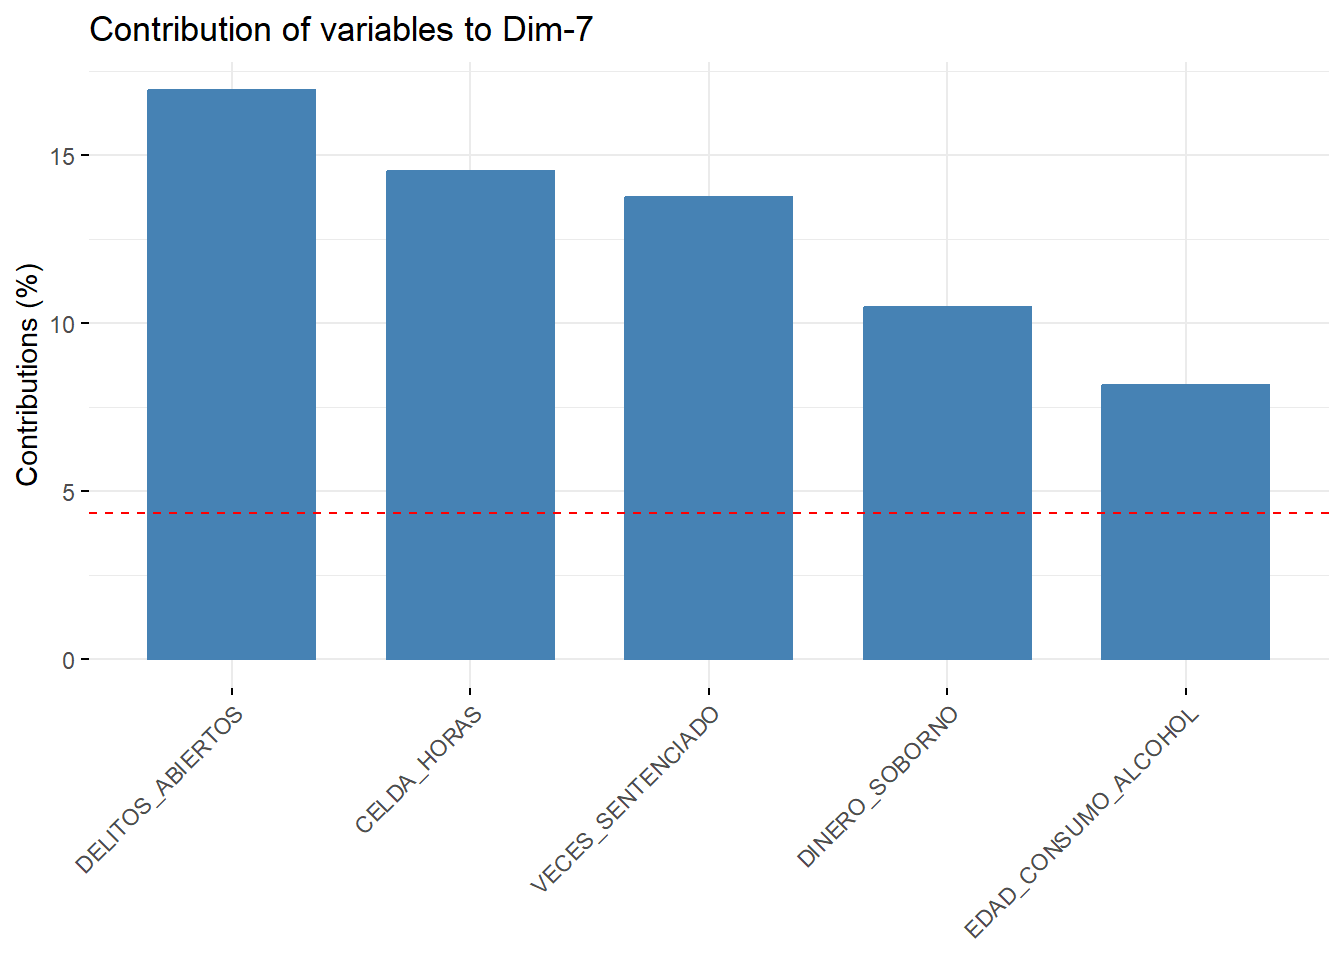 Contribution of variables to Dim-7
Contributions (%)
15
10
5
0
DELITOS_ABIERTOS
CELDA_HORAS
VECES_SENTENCIADO
DINERO_SOBORNO
EDAD_CONSUMO_ALCOHOL